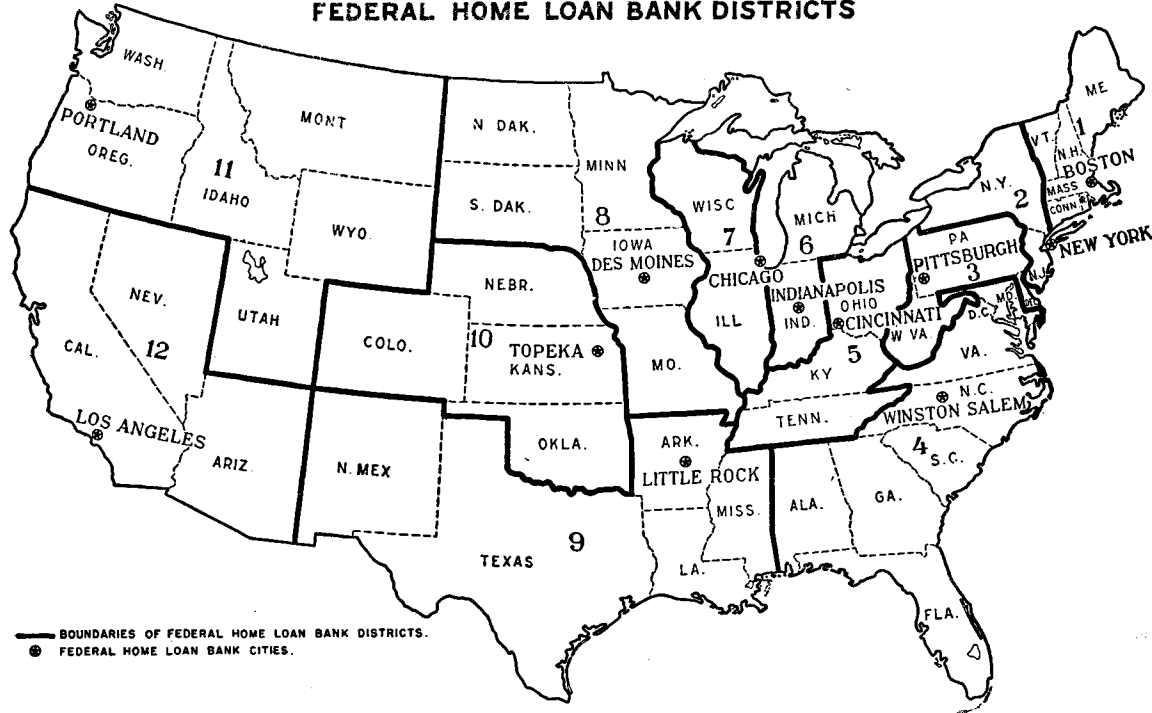 FEDERAL HOME LOAN BANK DISTRICTS
WASH.
PORTLAND
OREG.
11
IDAHO
MONT
WYO.
N DAK.
S. DAK.
MINN
8
IOWA
DES MOINES
WISC
7
CHICAGO
ILL
MICH
6
INDIANAPOLIS
IND.
OHIO
CINCINNATI
5
KY
W VA
PA
PITTSBURGH
3
N.Y.
2
NEW YORK
N.J.
ME
1
VT.
N.H.
BOSTON
MASS
CONN
MD.
DEL
D.C.
VA.
NEBR.
10
TOPEKA
KANS.
COLO.
UTAH
NEV.
12
CAL.
LOS ANGELES
ARIZ.
N. MEX
OKLA.
MO.
ARK.
LITTLE ROCK
TENN.
N.C.
WINSTON SALEM
4
S.C.
GA.
ALA.
MISS.
LA.
TEXAS
9
FLA.
BOUNDARIES OF FEDERAL HOME LOAN BANK DISTRICTS.
FEDERAL HOME LOAN BANK CITIES.